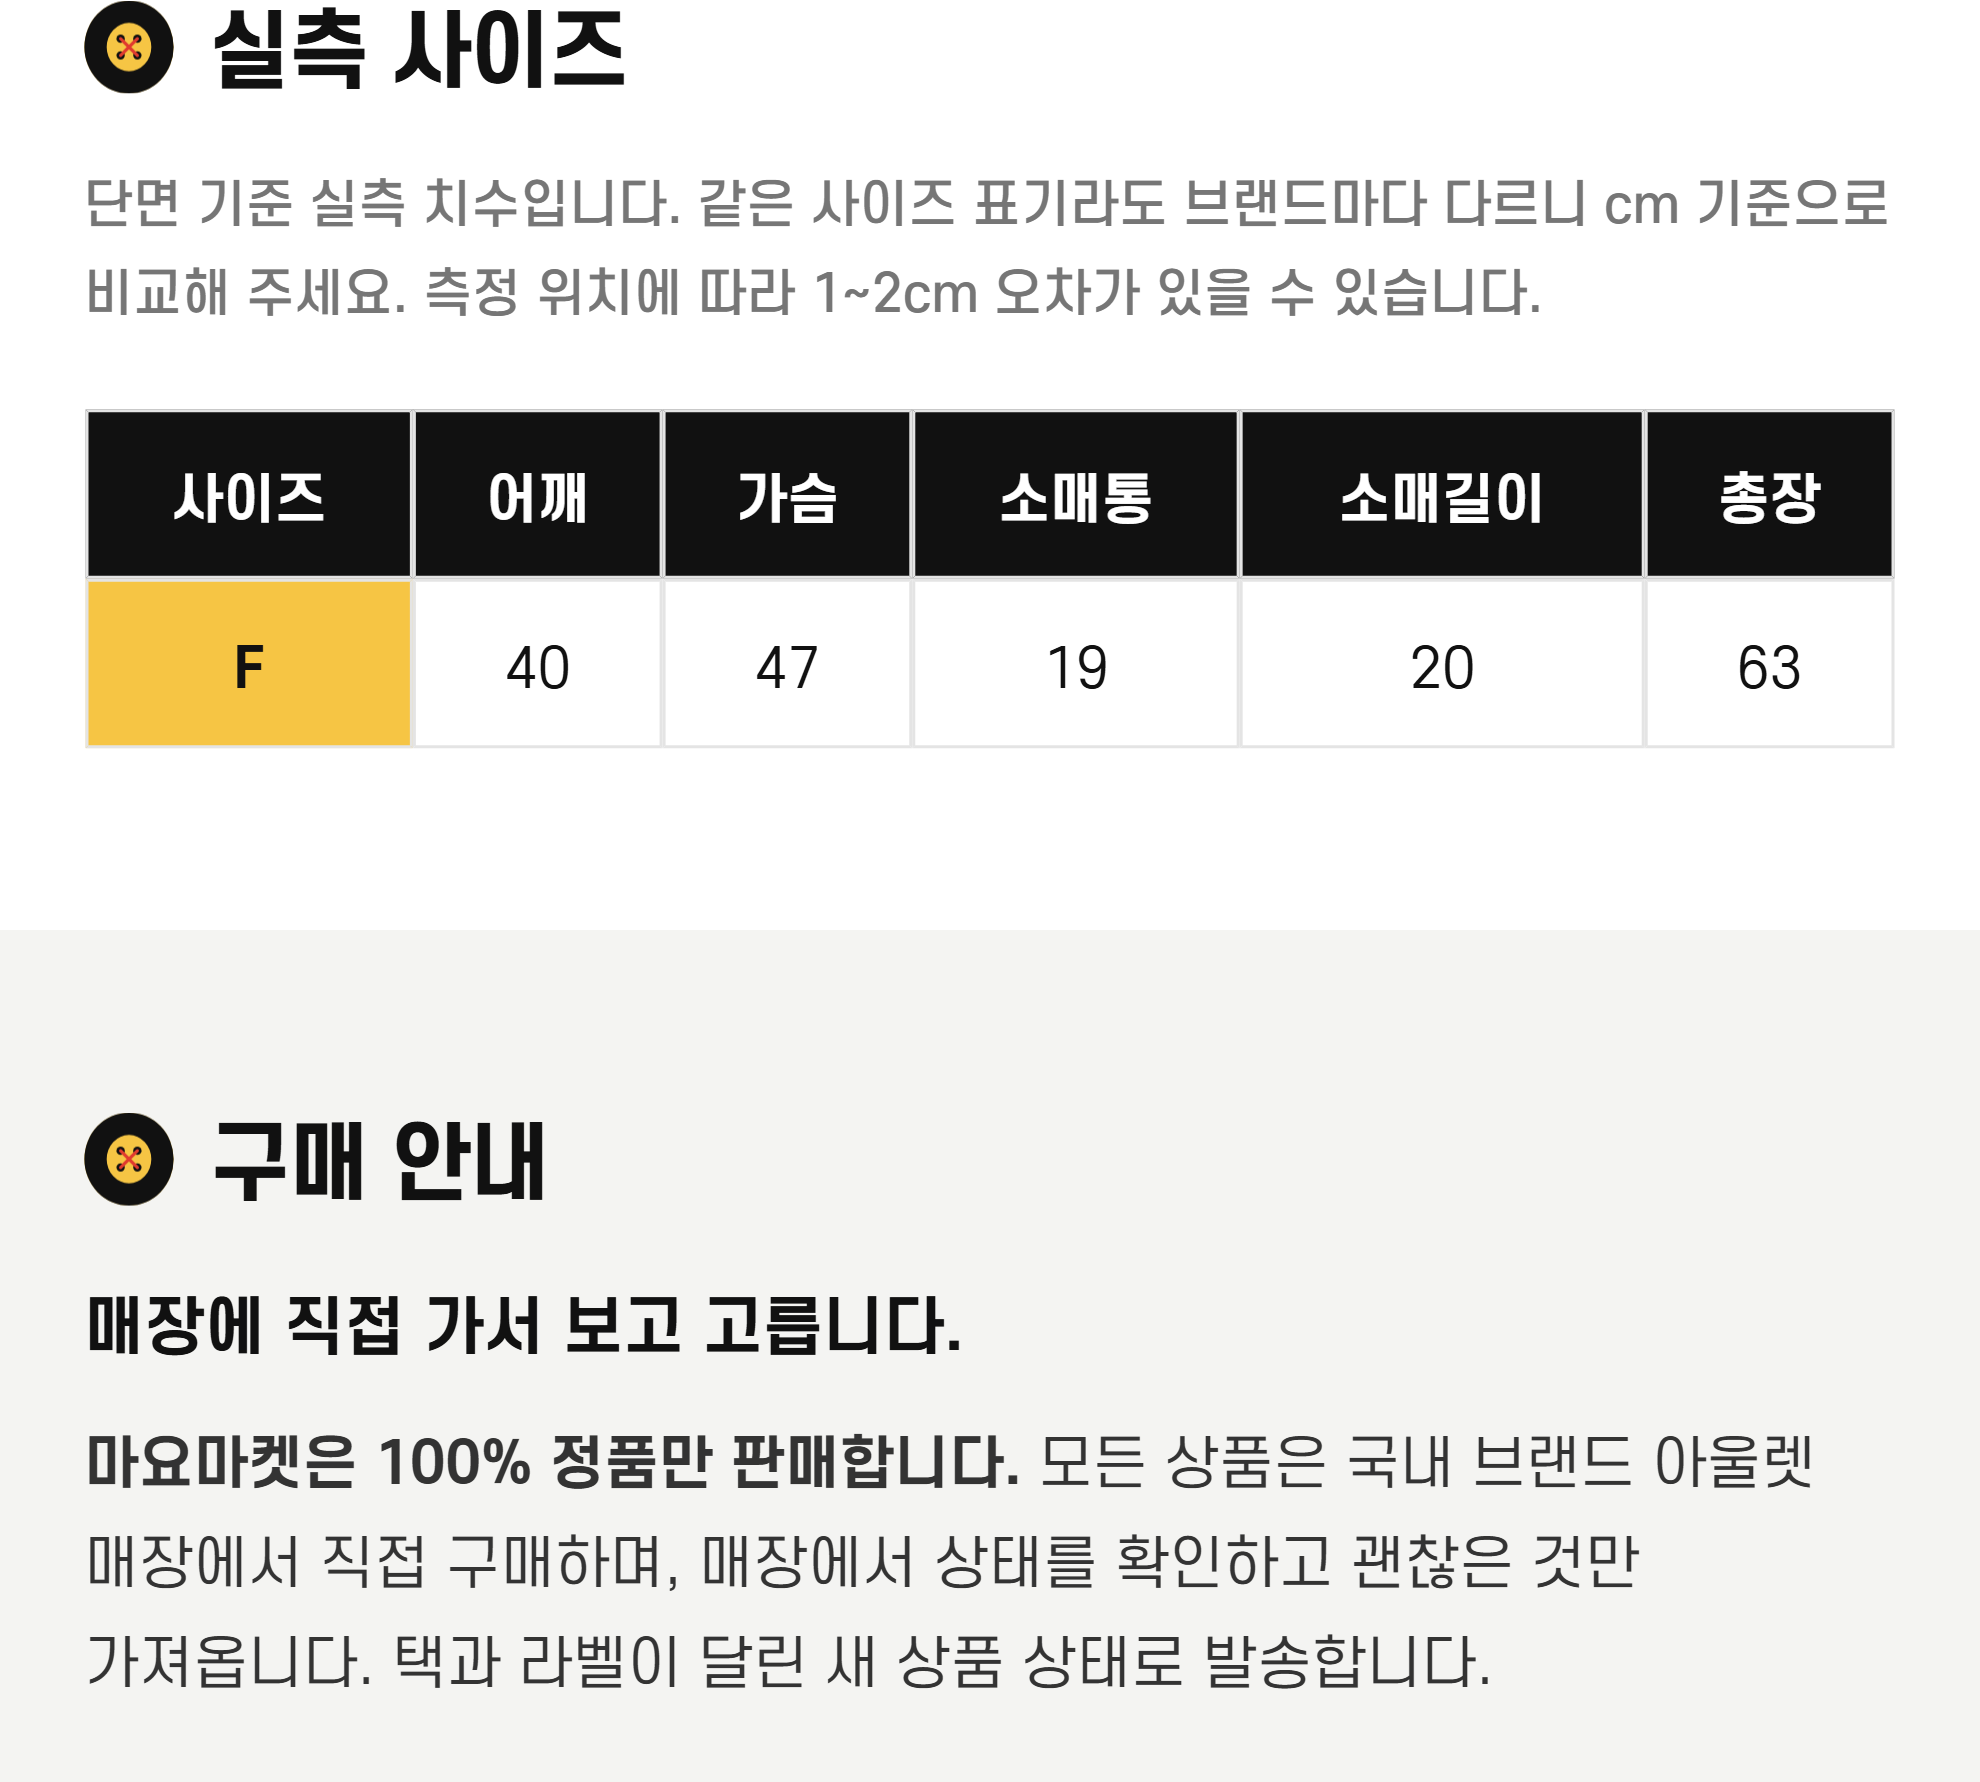 실측 사이즈
단면 기준 실측 치수입니다. 같은 사이즈 표기라도 브랜드마다 다르니 cm 기준으로
비교해 주세요. 측정 위치에 따라 1~2cm 오차가 있을 수 있습니다.
사이즈 어깨 가슴 소매통 소매길이 총장
F 40 47 19 20 63
구매 안내
매장에 직접 가서 보고 고릅니다.
마요마켓은 100% 정품만 판매합니다. 모든 상품은 국내 브랜드 아울렛
매장에서 직접 구매하며, 매장에서 상태를 확인하고 괜찮은 것만
가져옵니다. 택과 라벨이 달린 새 상품 상태로 발송합니다.